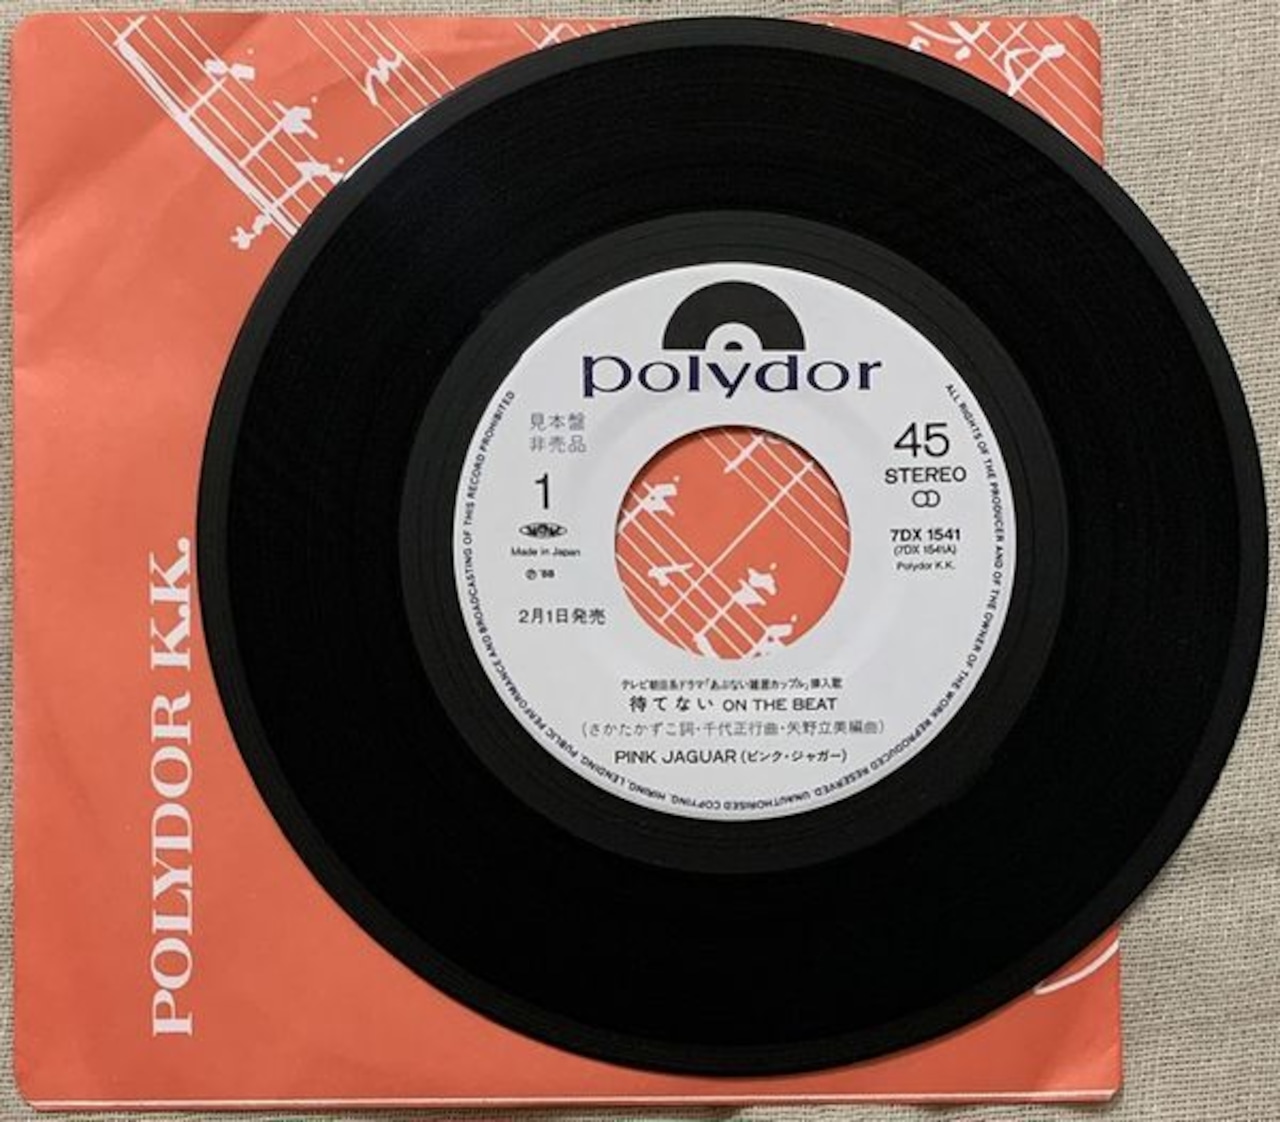 polydor
見本盤
非売品
1
Made in Japan
℗'88
2月1日発売
45
STEREO
7DX 1541
(7DX 1541A)
Polydor K.K.
テレビ朝日系ドラマ「あぶない雑居カップル」挿入歌
待てない ON THE BEAT
(さかたかずこ詞・千代正行曲・矢野立美編曲)
PINK JAGUAR (ピンク・ジャガー)
ALL RIGHTS OF THE PRODUCER AND OF THE OWNER OF THE WORK REPRODUCED RESERVED. UNAUTHORISED COPYING, HIRING, LENDING, PUBLIC PERFORMANCE AND BROADCASTING OF THIS RECORD PROHIBITED
POLYDOR K.K.